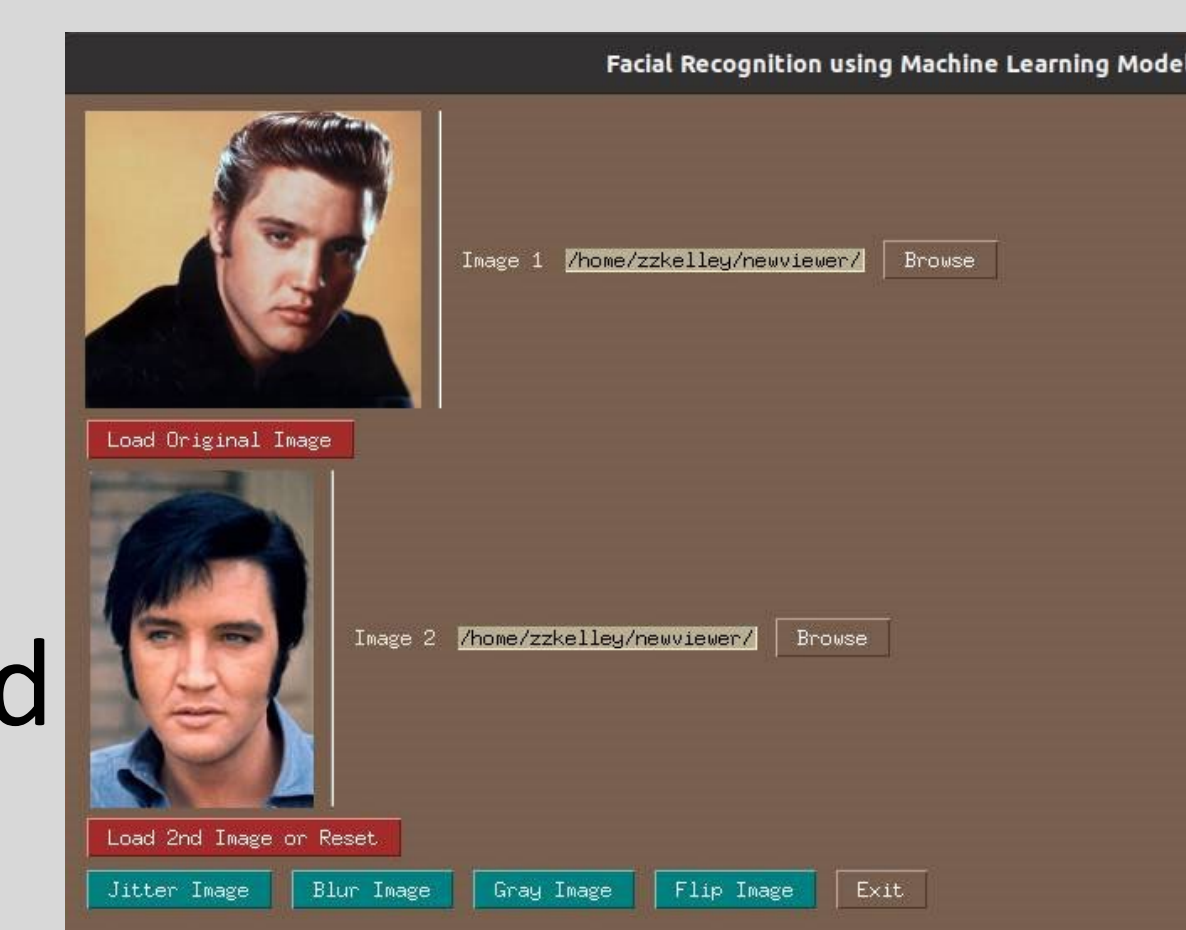 Facial Recognition using Machine Learning Model
Image 1 /home/zzkelley/newviewer/ Browse
Load Original Image
Image 2 /home/zzkelley/newviewer/ Browse
d
Load 2nd Image or Reset
Jitter Image Blur Image Gray Image Flip Image Exit